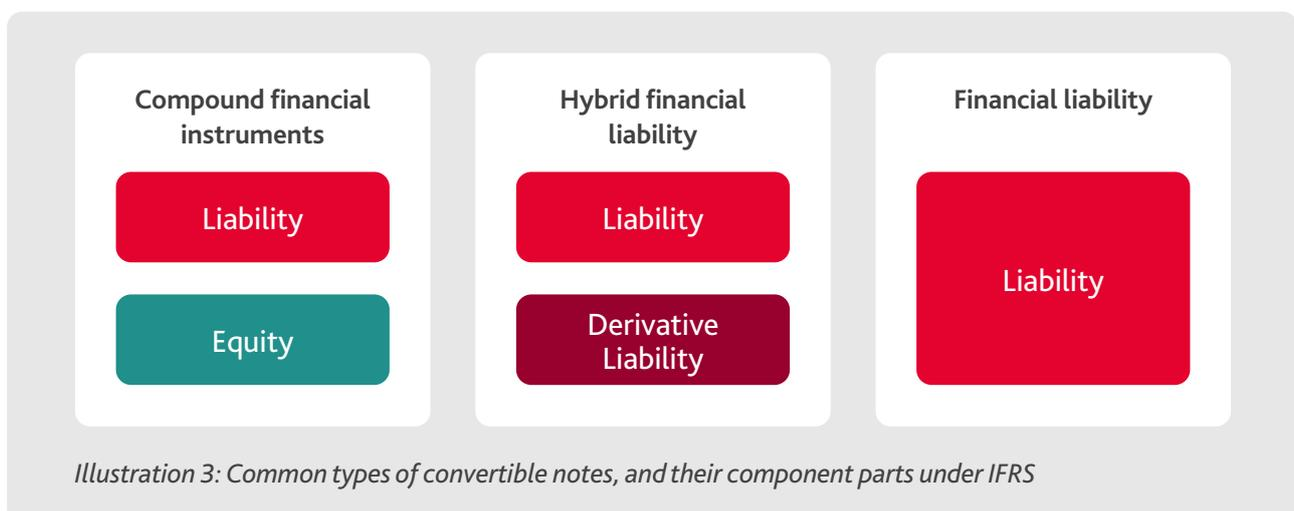 Compound financial
instruments
Liability
Equity
Hybrid financial
liability
Liability
Derivative
Liability
Financial liability
Liability
Illustration 3: Common types of convertible notes, and their component parts under IFRS